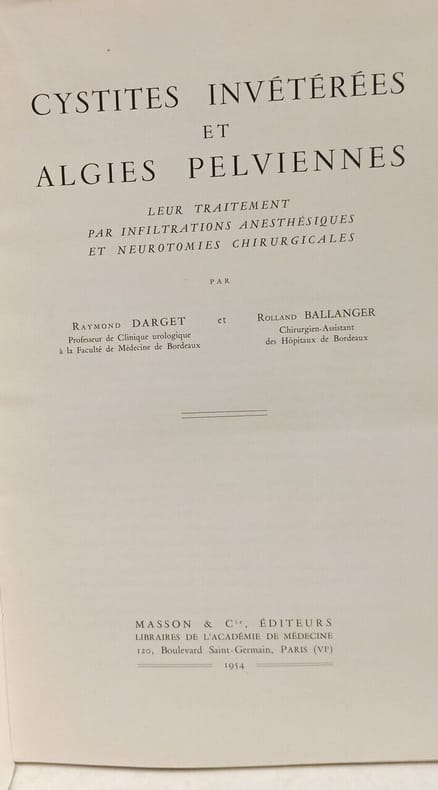 CYSTITES INVÉTÉRÉES
ET
ALGIES PELVIENNES
LEUR TRAITEMENT
PAR INFILTRATIONS ANESTHÉSIQUES
ET NEUROTOMIES CHIRURGICALES
PAR
RAYMOND DARGET
Professeur de Clinique urologique
à la Faculté de Médecine de Bordeaux
et
ROLLAND BALLANGER
Chirurgien-Assistant
des Hôpitaux de Bordeaux
MASSON & Cie, ÉDITEURS
LIBRAIRES DE L'ACADÉMIE DE MÉDECINE
120, Boulevard Saint-Germain, PARIS (VIe)
1954